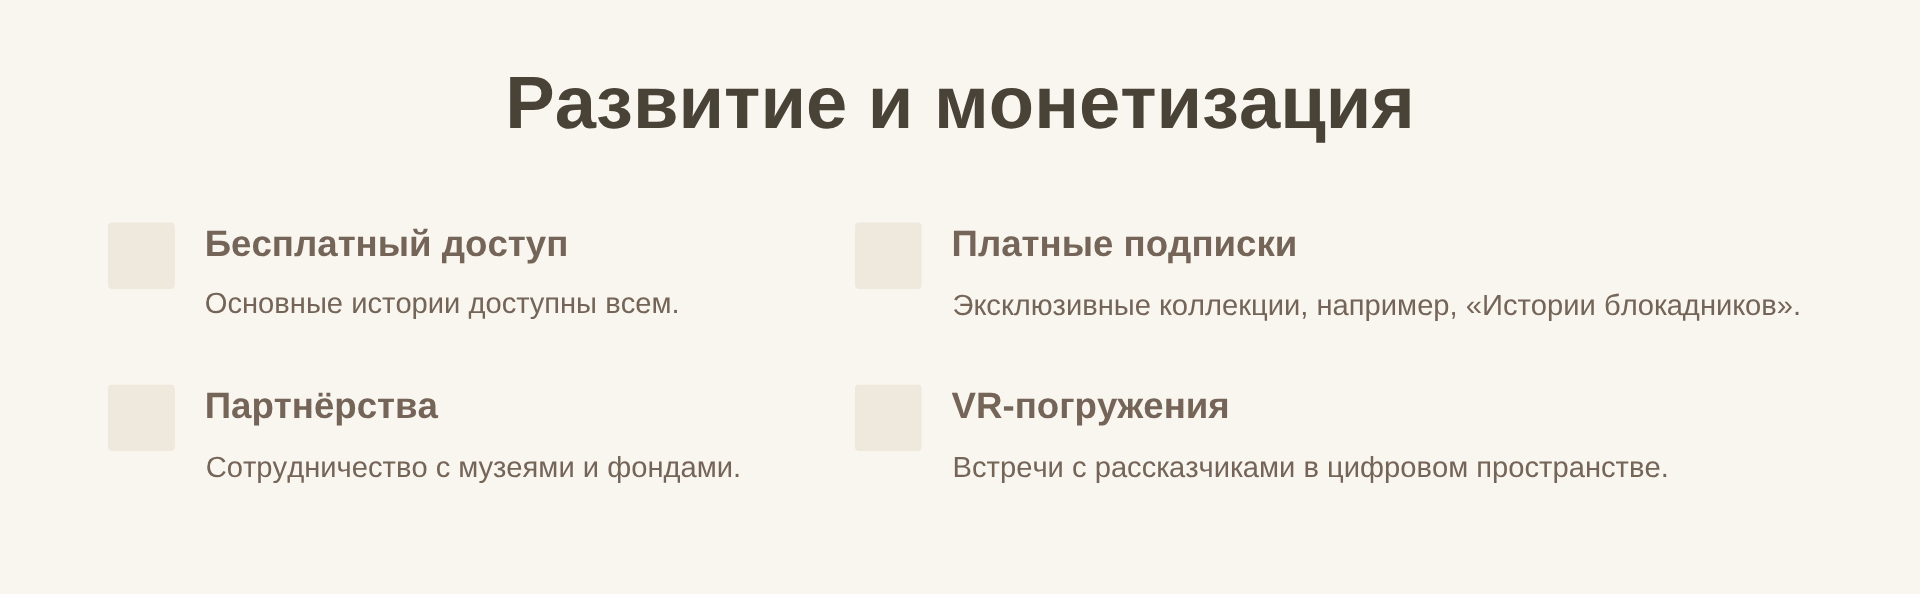 Развитие и монетизация
Бесплатный доступ
Основные истории доступны всем.
Платные подписки
Эксклюзивные коллекции, например, «Истории блокадников».
Партнёрства
Сотрудничество с музеями и фондами.
VR-погружения
Встречи с рассказчиками в цифровом пространстве.